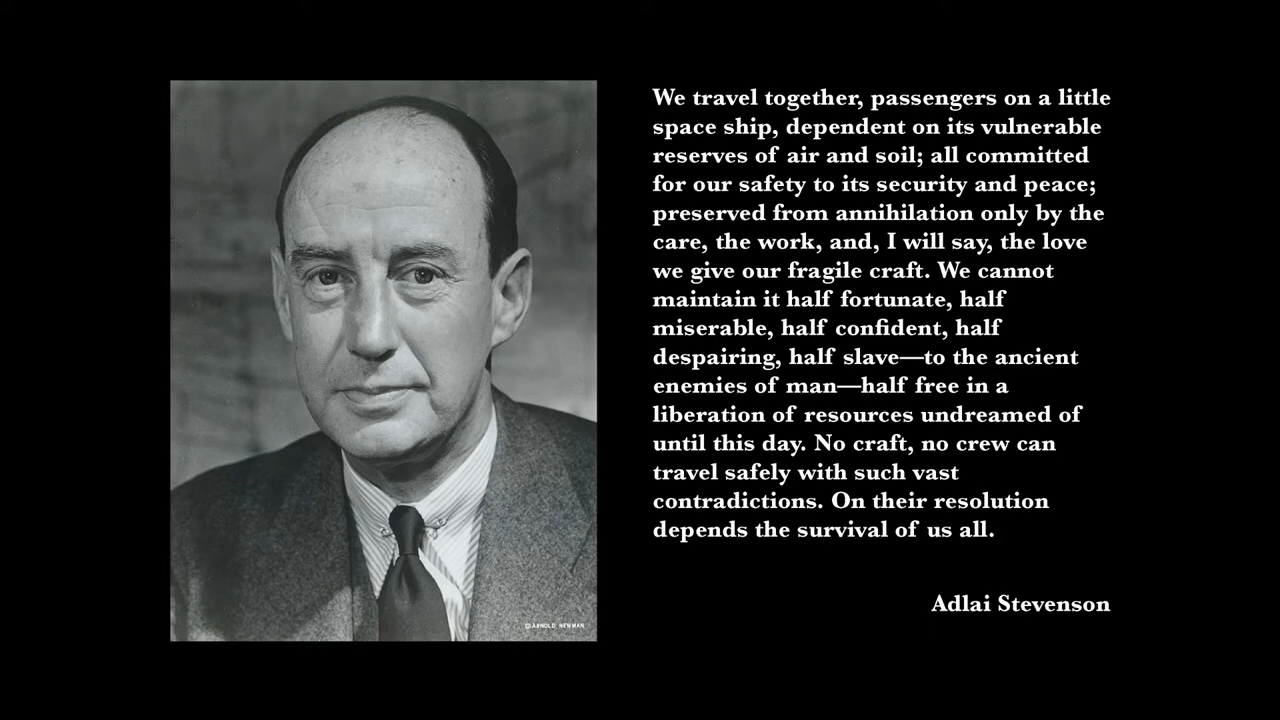 We travel together, passengers on a little
space ship, dependent on its vulnerable
reserves of air and soil; all committed
for our safety to its security and peace;
preserved from annihilation only by the
care, the work, and, I will say, the love
we give our fragile craft. We cannot
maintain it half fortunate, half
miserable, half confident, half
despairing, half slave—to the ancient
enemies of man—half free in a
liberation of resources undreamed of
until this day. No craft, no crew can
travel safely with such vast
contradictions. On their resolution
depends the survival of us all.
Adlai Stevenson
© ARNOLD NEWMAN